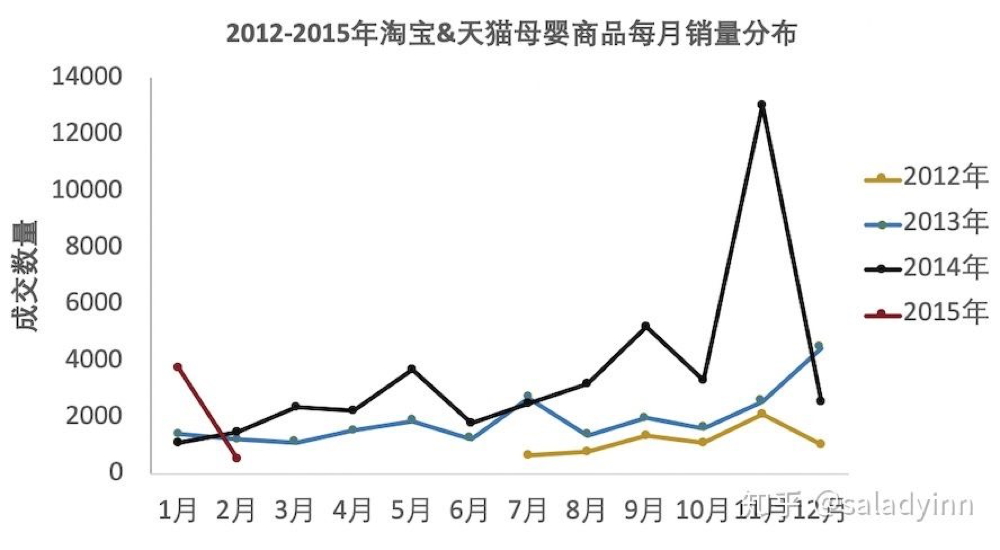 2012-2015年淘宝&天猫母婴商品每月销量分布
成交数量
14000
12000
10000
8000
6000
4000
2000
0
1月 2月 3月 4月 5月 6月 7月 8月 9月 10月 11月 12月
2012年
2013年
2014年
2015年
知乎 @saladyinn